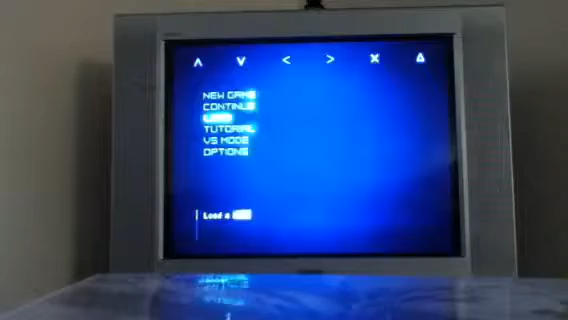 ∧ ∨ < > X Δ
NEW GAME
CONTINUE
TUTORIAL
VS MODE
OPTIONS
Load a